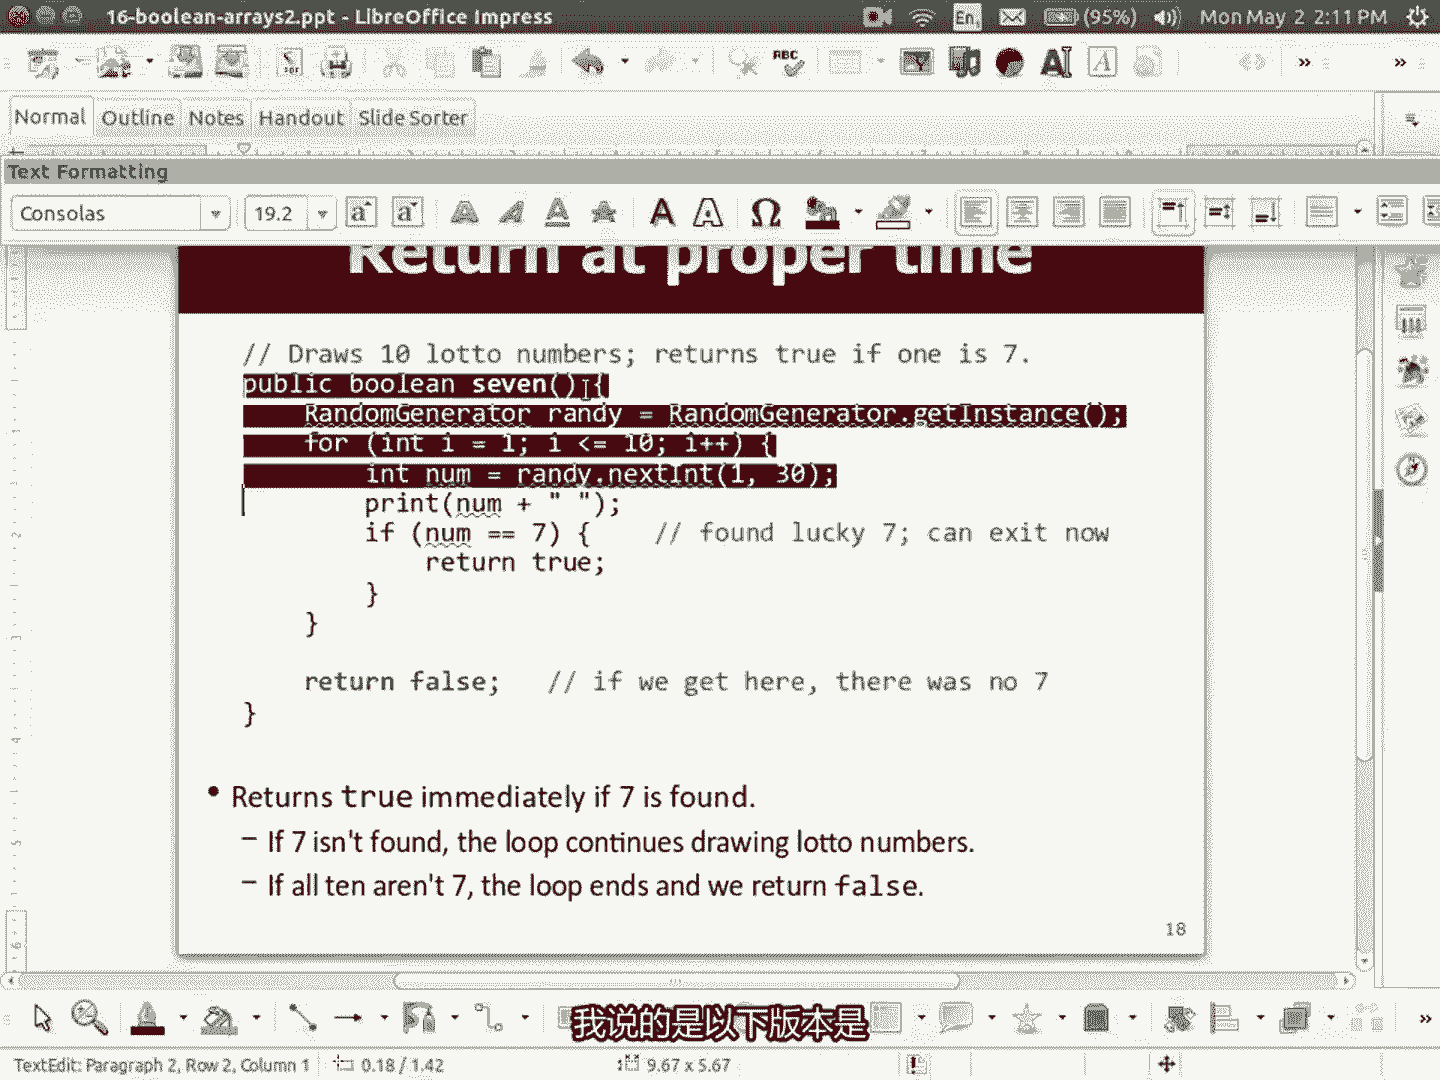 16-boolean-arrays2.ppt - LibreOffice Impress
En
(95%)
Mon May 2 2:11 PM
Normal
Outline
Notes
Handout
Slide Sorter
Text Formatting
Consolas
19.2
Return at proper time
// Draws 10 lotto numbers; returns true if one is 7.
public boolean seven() {
RandomGenerator randy = RandomGenerator.getInstance();
for (int i = 1; i <= 10; i++) {
int num = randy.nextInt(1, 30);
print(num + " ");
if (num == 7) { // found lucky 7; can exit now
return true;
}
}
return false; // if we get here, there was no 7
}
• Returns true immediately if 7 is found.
– If 7 isn't found, the loop continues drawing lotto numbers.
– If all ten aren't 7, the loop ends and we return false.
18
我说的是以下版本是
TextEdit: Paragraph 2, Row 2, Column 1
0.18 / 1.42
9.67 x 5.67